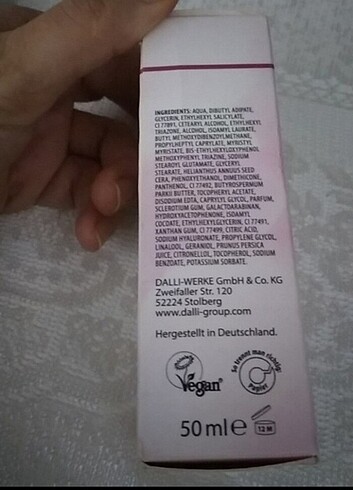 INGREDIENTS: AQUA, DIBUTYL ADIPATE,
GLYCERIN, ETHYLHEXYL SALICYLATE,
CI 77891, CETEARYL ALCOHOL, ETHYLHEXYL
TRIAZONE, ALCOHOL, ISOAMYL LAURATE,
BUTYL METHOXYDIBENZOYLMETHANE,
PROPYLHEPTYL CAPRYLATE, MYRISTYL
MYRISTATE, BIS-ETHYLHEXYLOXYPHENOL
METHOXYPHENYL TRIAZINE, SODIUM
STEAROYL GLUTAMATE, GLYCERYL
STEARATE, HELIANTHUS ANNUUS SEED
CERA, PHENOXYETHANOL, DIMETHICONE,
PANTHENOL, CI 77492, BUTYROSPERMUM
PARKII BUTTER, TOCOPHERYL ACETATE,
DISODIUM EDTA, CAPRYLYL GLYCOL, PARFUM,
SCLEROTIUM GUM, GALACTOARABINAN,
HYDROXYACETOPHENONE, ISOAMYL
COCOATE, ETHYLHEXYLGLYCERIN, CI 77491,
XANTHAN GUM, CI 77499, CITRIC ACID,
SODIUM HYALURONATE, PROPYLENE GLYCOL,
LINALOOL, GERANIOL, PRUNUS PERSICA
JUICE, CITRONELLOL, TOCOPHEROL, SODIUM
BENZOATE, POTASSIUM SORBATE.
DALLI-WERKE GmbH & Co. KG
Zweifaller Str. 120
52224 Stolberg
www.dalli-group.com
Hergestellt in Deutschland.
Vegan
So trennt man richtig:
Papier
50 ml e
12 M